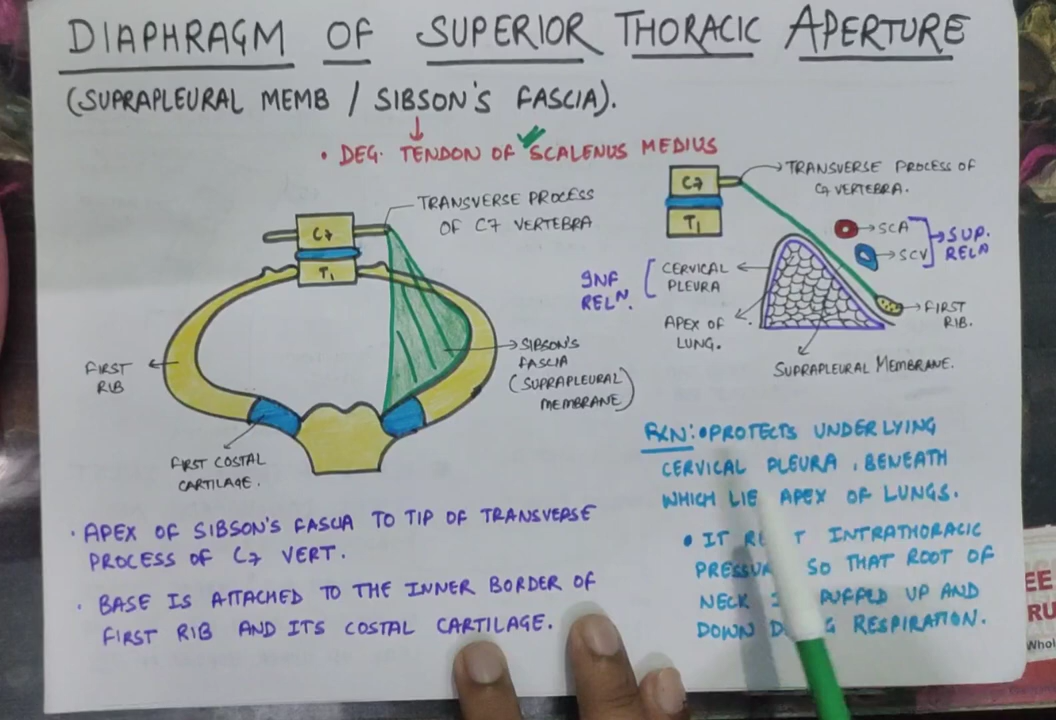 DIAPHRAGM OF SUPERIOR THORACIC APERTURE
(SUPRAPLEURAL MEMB / SIBSON'S FASCIA).
• DEG. TENDON OF SCALENUS MEDIUS
TRANSVERSE PROCESS
OF C7 VERTEBRA
C7
T1
FIRST
RIB
SIBSON'S
FASCIA
(SUPRAPLEURAL
MEMBRANE)
FIRST COSTAL
CARTILAGE.
C7
T1
TRANSVERSE PROCESS OF
C7 VERTEBRA.
SCA
SCV
SUP.
RELN
INF
RELN.
CERVICAL
PLEURA
APEX OF
LUNG.
FIRST
RIB.
SUPRAPLEURAL MEMBRANE.
• APEX OF SIBSON'S FASCIA TO TIP OF TRANSVERSE
PROCESS OF C7 VERT.
• BASE IS ATTACHED TO THE INNER BORDER OF
FIRST RIB AND ITS COSTAL CARTILAGE.
FXN: • PROTECTS UNDERLYING
CERVICAL PLEURA, BENEATH
WHICH LIE APEX OF LUNGS.
• IT INTRATHORACIC
SO THAT ROOT OF
NECK PUFFED UP AND
DOWN RESPIRATION.
EE
RU
Whol